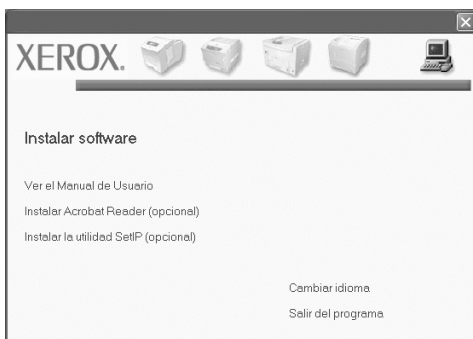 XEROX.
Instalar software
Ver el Manual de Usuario
Instalar Acrobat Reader (opcional)
Instalar la utilidad SetIP (opcional)
Cambiar idioma
Salir del programa